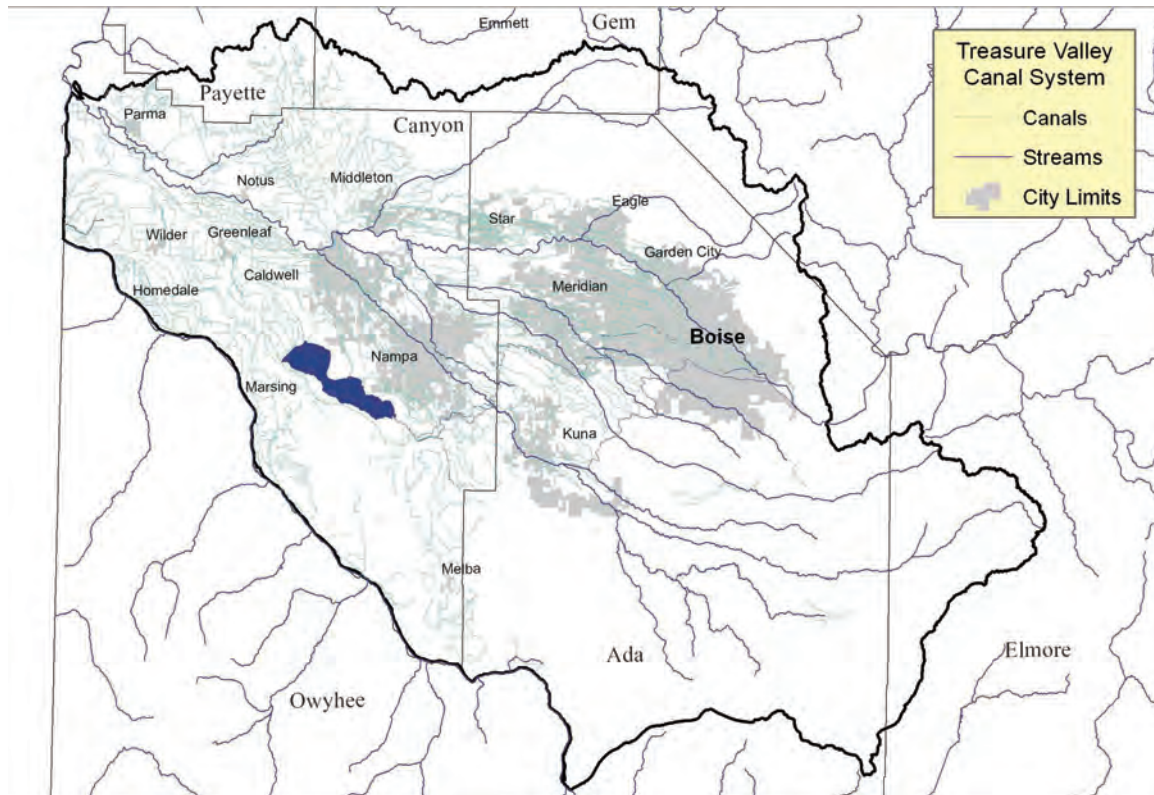 Emmett
Gem
Treasure Valley
Canal System
Canals
Streams
City Limits
Payette
Parma
Canyon
Notus
Middleton
Eagle
Star
Wilder
Greenleaf
Garden City
Caldwell
Meridian
Homedale
Boise
Nampa
Marsing
Kuna
Melba
Ada
Elmore
Owyhee